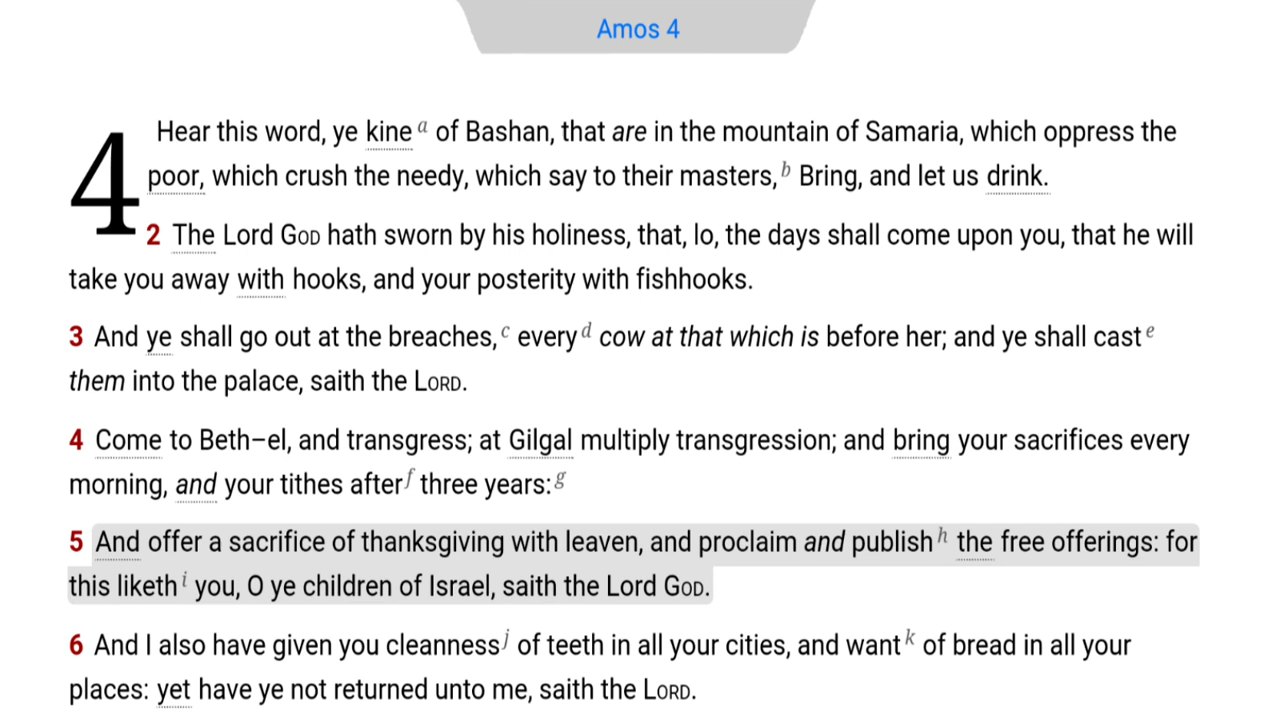 Amos 4
4 Hear this word, ye kine a of Bashan, that are in the mountain of Samaria, which oppress the
poor, which crush the needy, which say to their masters, b Bring, and let us drink.
2 The Lord GOD hath sworn by his holiness, that, lo, the days shall come upon you, that he will
take you away with hooks, and your posterity with fishhooks.
3 And ye shall go out at the breaches, c every d cow at that which is before her; and ye shall cast e
them into the palace, saith the LORD.
4 Come to Beth–el, and transgress; at Gilgal multiply transgression; and bring your sacrifices every
morning, and your tithes after f three years: g
5 And offer a sacrifice of thanksgiving with leaven, and proclaim and publish h the free offerings: for
this liketh i you, O ye children of Israel, saith the Lord GOD.
6 And I also have given you cleanness j of teeth in all your cities, and want k of bread in all your
places: yet have ye not returned unto me, saith the LORD.